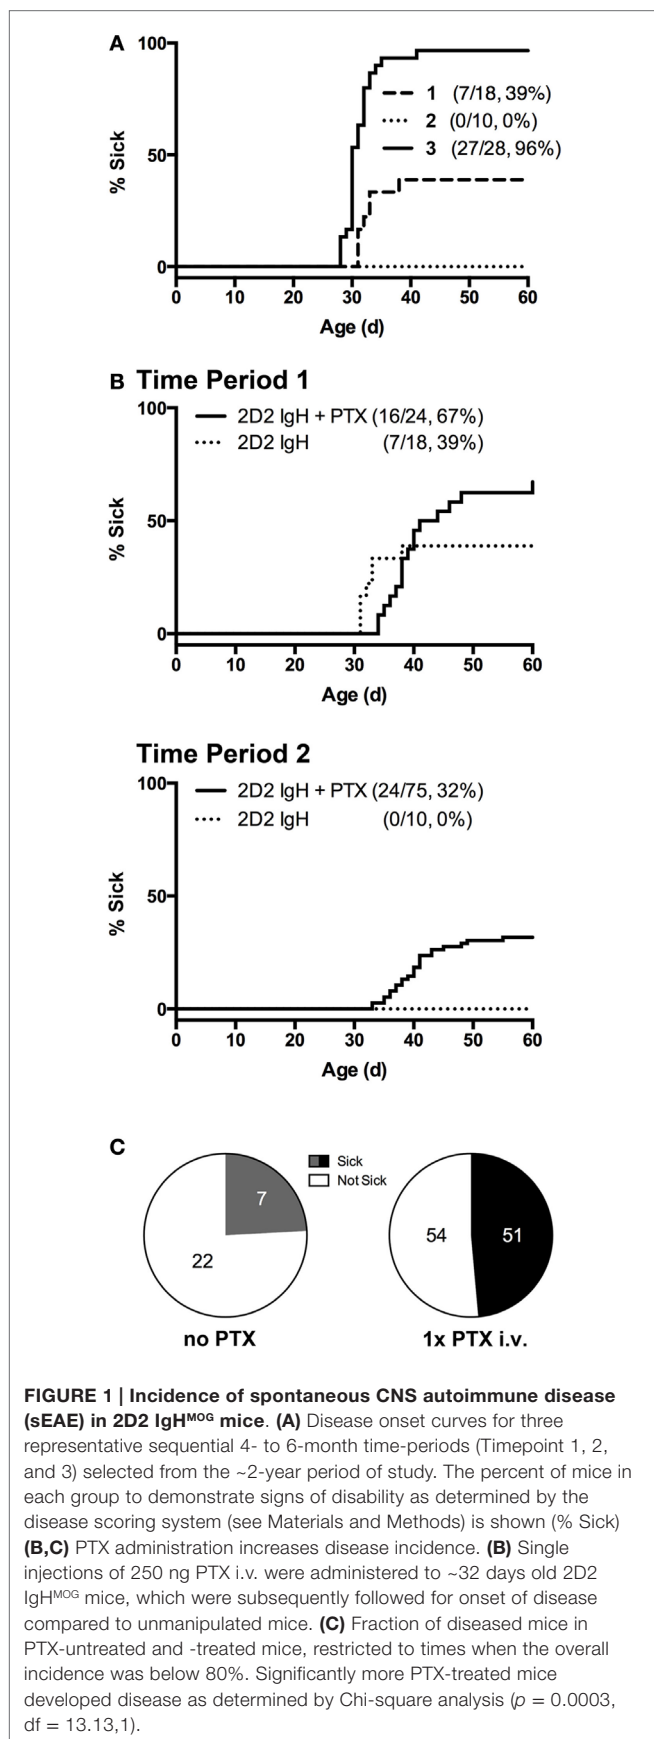 A
100
50
0
% Sick
1 (7/18, 39%)
2 (0/10, 0%)
3 (27/28, 96%)
0 10 20 30 40 50 60
Age (d)
B Time Period 1
100
50
0
% Sick
2D2 IgH + PTX (16/24, 67%)
2D2 IgH (7/18, 39%)
0 10 20 30 40 50 60
Age (d)
Time Period 2
100
50
0
% Sick
2D2 IgH + PTX (24/75, 32%)
2D2 IgH (0/10, 0%)
0 10 20 30 40 50 60
Age (d)
C
Sick
Not Sick
7
22
no PTX
54
51
1x PTX i.v.
FIGURE 1 | Incidence of spontaneous CNS autoimmune disease
(sEAE) in 2D2 IgHMOG mice. (A) Disease onset curves for three
representative sequential 4- to 6-month time-periods (Timepoint 1, 2,
and 3) selected from the ~2-year period of study. The percent of mice in
each group to demonstrate signs of disability as determined by the
disease scoring system (see Materials and Methods) is shown (% Sick)
(B,C) PTX administration increases disease incidence. (B) Single
injections of 250 ng PTX i.v. were administered to ~32 days old 2D2
IgHMOG mice, which were subsequently followed for onset of disease
compared to unmanipulated mice. (C) Fraction of diseased mice in
PTX-untreated and -treated mice, restricted to times when the overall
incidence was below 80%. Significantly more PTX-treated mice
developed disease as determined by Chi-square analysis (p = 0.0003,
df = 13.13,1).